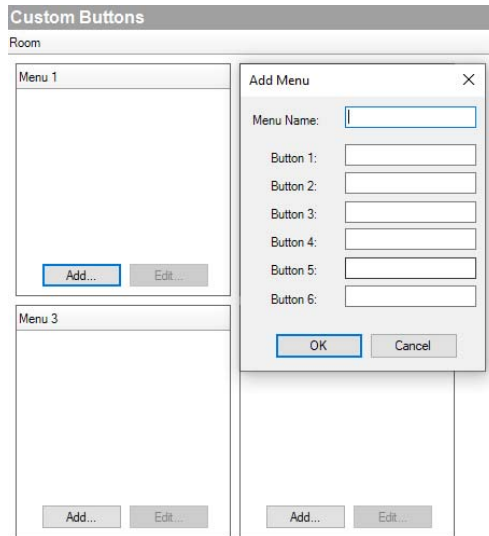 Custom Buttons
Room
Menu 1
Add... Edit...
Add Menu
Menu Name:
Button 1:
Button 2:
Button 3:
Button 4:
Button 5:
Button 6:
OK Cancel
Menu 3
Add... Edit...
Add... Edit...